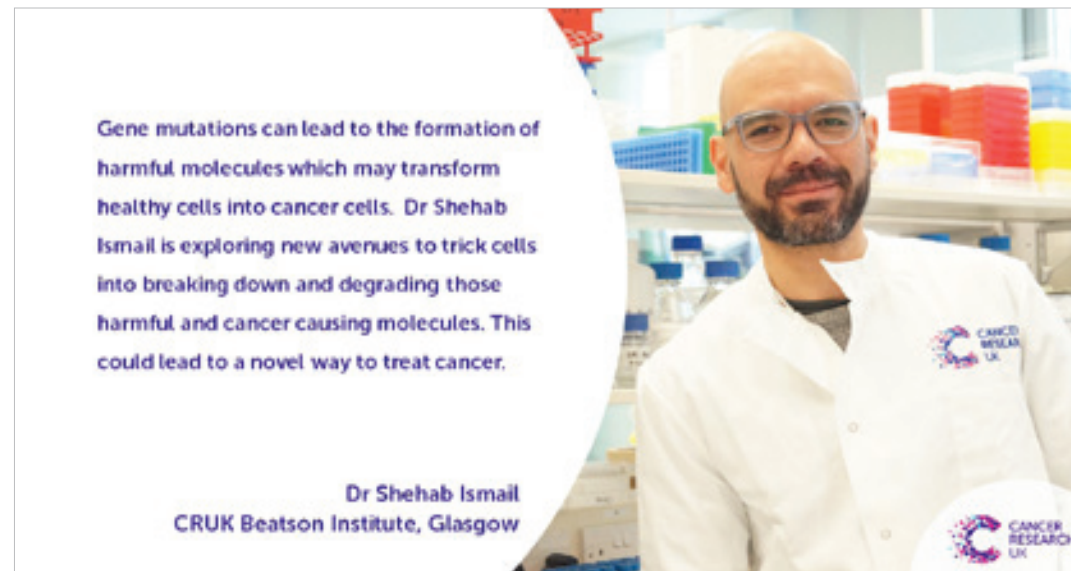 Gene mutations can lead to the formation of
harmful molecules which may transform
healthy cells into cancer cells. Dr Shehab
Ismail is exploring new avenues to trick cells
into breaking down and degrading those
harmful and cancer causing molecules. This
could lead to a novel way to treat cancer.
Dr Shehab Ismail
CRUK Beatson Institute, Glasgow
CANCER
RESEARCH
UK
CANCER
RESEARCH
UK